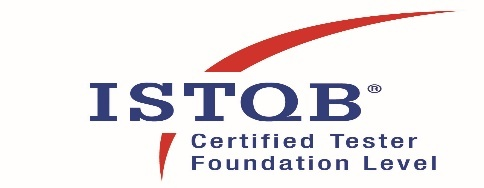 ISTQB®
Certified Tester
Foundation Level